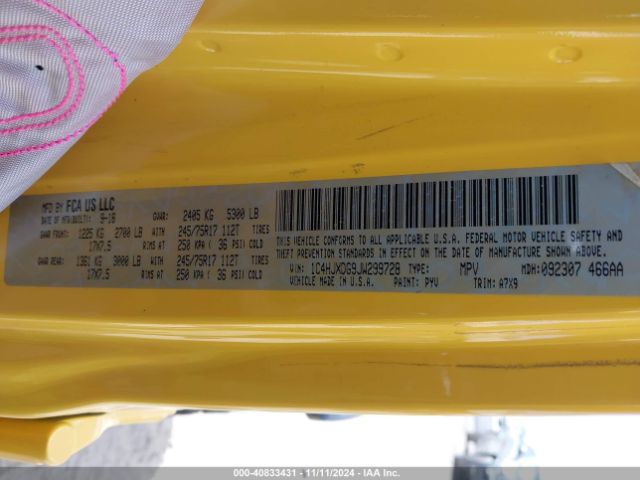 MFD BY FCA US LLC
DATE OF MFR(BUILT): 9-18 GVWR: 2405 KG 5300 LB
GAWR FRONT: 1225 KG 2700 LB WITH 245/75R17 112T TIRES
17X7.5 RIMS AT 250 KPA ( 36 PSI) COLD
GAWR REAR: 1361 KG 3000 LB WITH 245/75R17 112T TIRES
17X7.5 RIMS AT 250 KPA ( 36 PSI) COLD
THIS VEHICLE CONFORMS TO ALL APPLICABLE U.S.A. FEDERAL MOTOR VEHICLE SAFETY AND
THEFT PREVENTION STANDARDS IN EFFECT ON THE DATE OF MANUFACTURE SHOWN ABOVE.
VIN: 1C4HJXDG9JW299728 TYPE: MPV MDH: 092307 466AA
VEHICLE MADE IN U.S.A. PAINT: PYV TRIM: A7X9
000-40833431 - 11/11/2024 - IAA Inc.